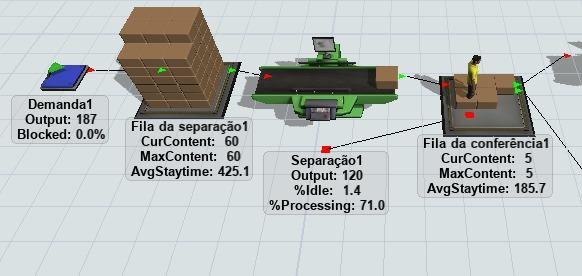 Demanda1
Output: 187
Blocked: 0.0%
Fila da separação1
CurContent: 60
MaxContent: 60
AvgStaytime: 425.1
Separação1
Output: 120
%Idle: 1.4
%Processing: 71.0
Fila da conferência1
CurContent: 5
MaxContent: 5
AvgStaytime: 185.7